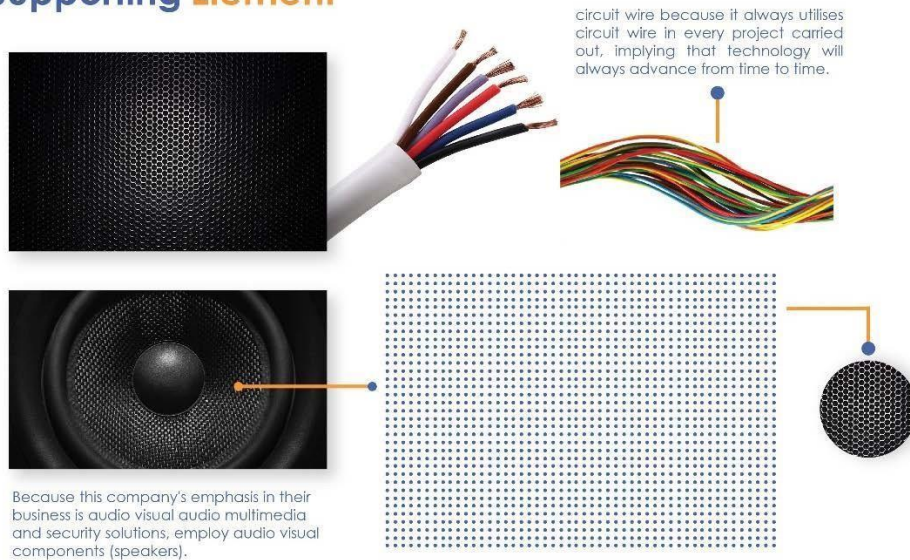 Supporting Element
circuit wire because it always utilises
circuit wire in every project carried
out, implying that technology will
always advance from time to time.
Because this company's emphasis in their
business is audio visual audio multimedia
and security solutions, employ audio visual
components (speakers).